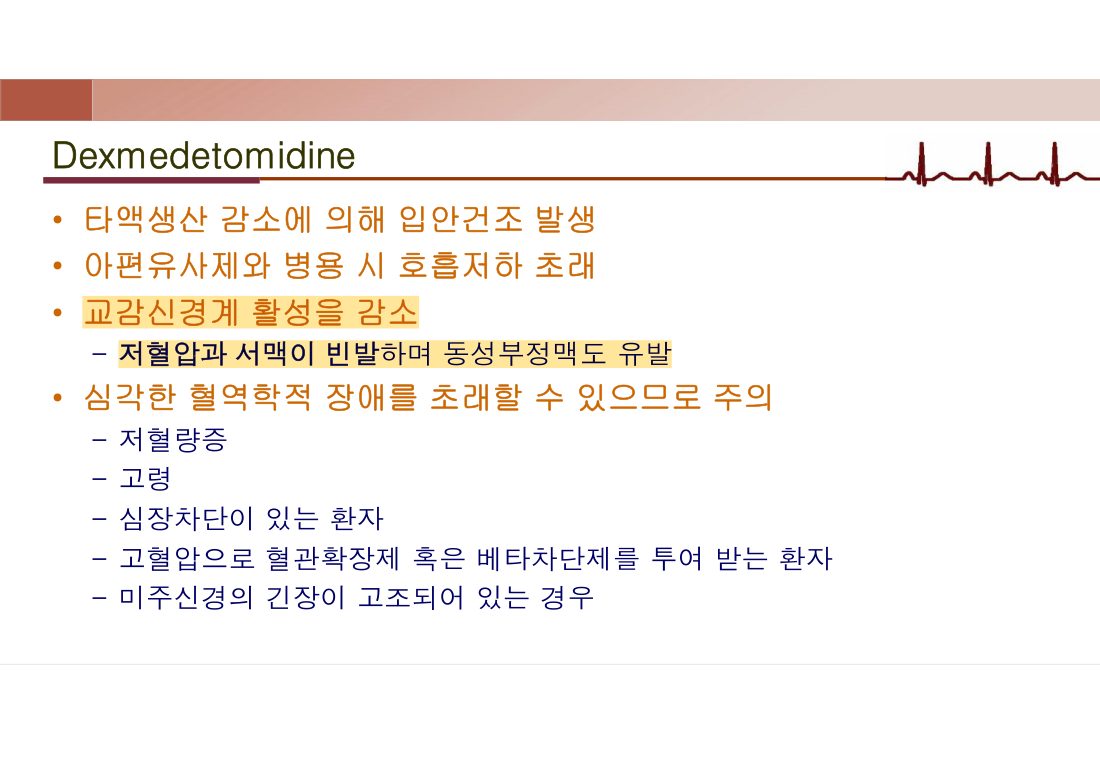 Dexmedetomidine
• 타액생산 감소에 의해 입안건조 발생
• 아편유사제와 병용 시 호흡저하 초래
• 교감신경계 활성을 감소
– 저혈압과 서맥이 빈발하며 동성부정맥도 유발
• 심각한 혈역학적 장애를 초래할 수 있으므로 주의
– 저혈량증
– 고령
– 심장차단이 있는 환자
– 고혈압으로 혈관확장제 혹은 베타차단제를 투여 받는 환자
– 미주신경의 긴장이 고조되어 있는 경우